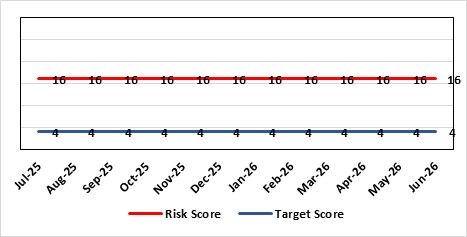 16 16 16 16 16 16 16 16 16 16 16 16
4 4 4 4 4 4 4 4 4 4 4 4
Jul-25 Aug-25 Sep-25 Oct-25 Nov-25 Dec-25 Jan-26 Feb-26 Mar-26 Apr-26 May-26 Jun-26
Risk Score Target Score